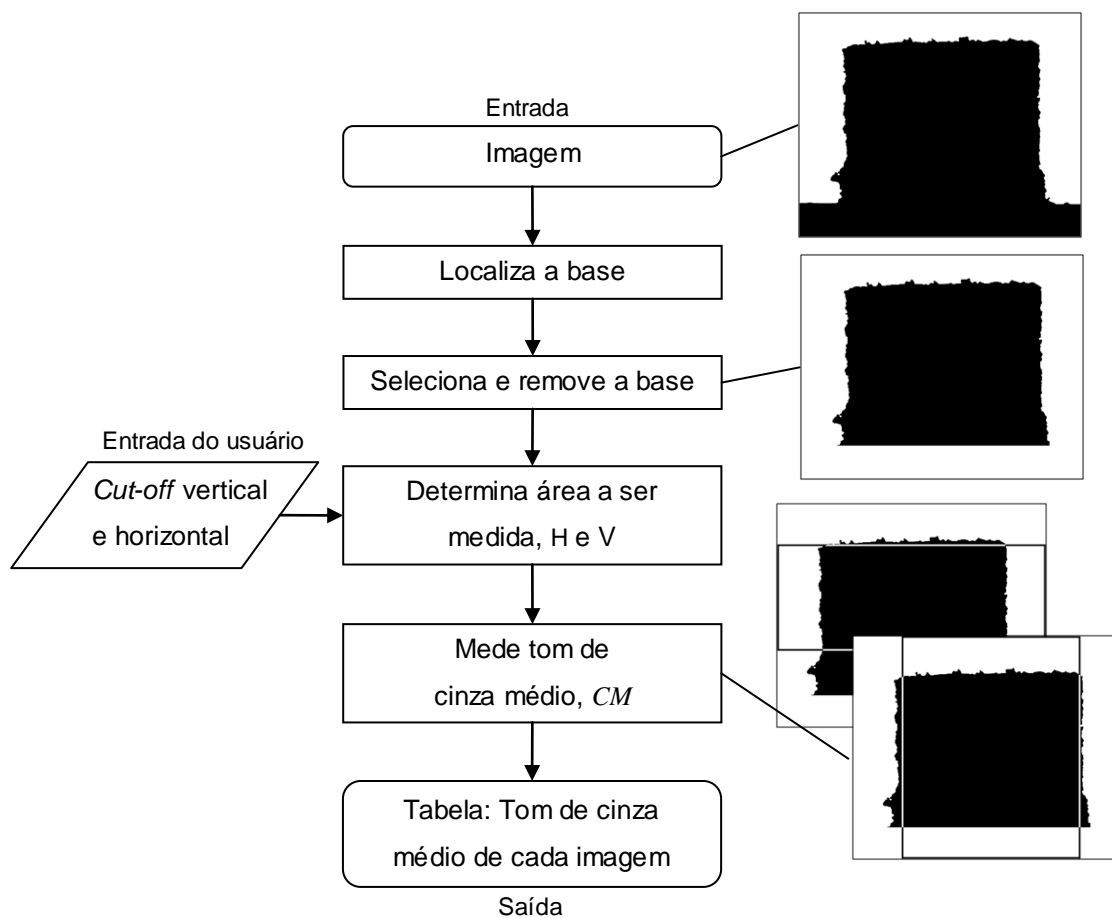 Entrada
Imagem
Localiza a base
Seleciona e remove a base
Entrada do usuário
Cut-off vertical
e horizontal
Determina área a ser
medida, H e V
Mede tom de
cinza médio, CM
Tabela: Tom de cinza
médio de cada imagem
Saída